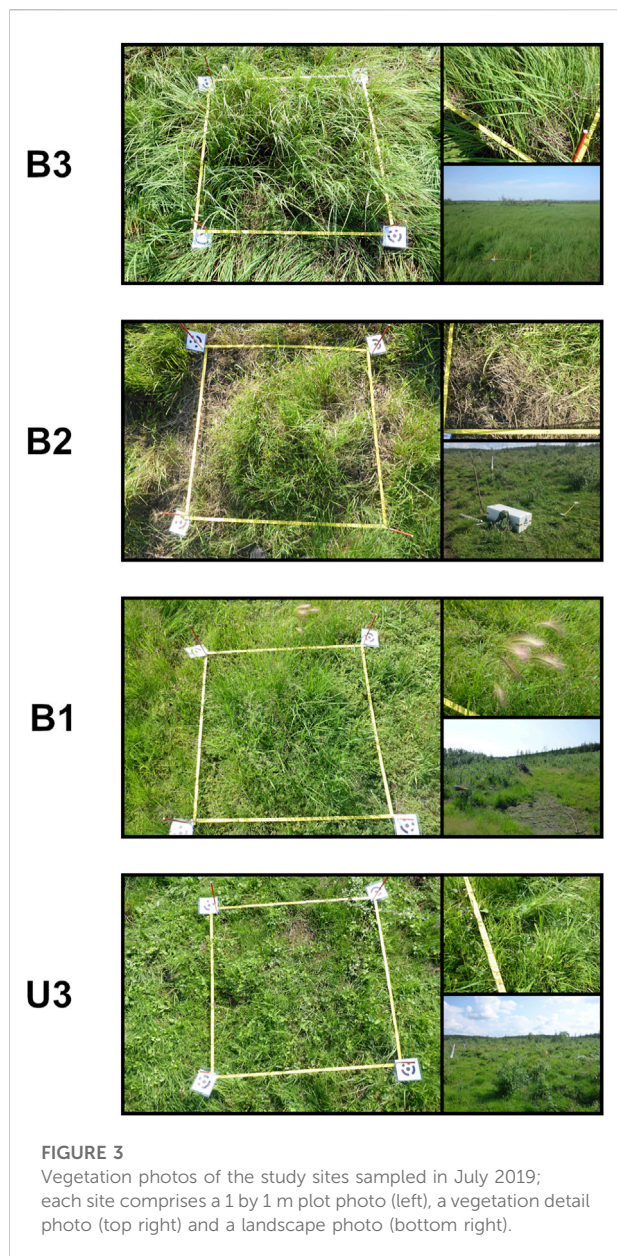 B3
B2
B1
U3
FIGURE 3
Vegetation photos of the study sites sampled in July 2019;
each site comprises a 1 by 1 m plot photo (left), a vegetation detail
photo (top right) and a landscape photo (bottom right).